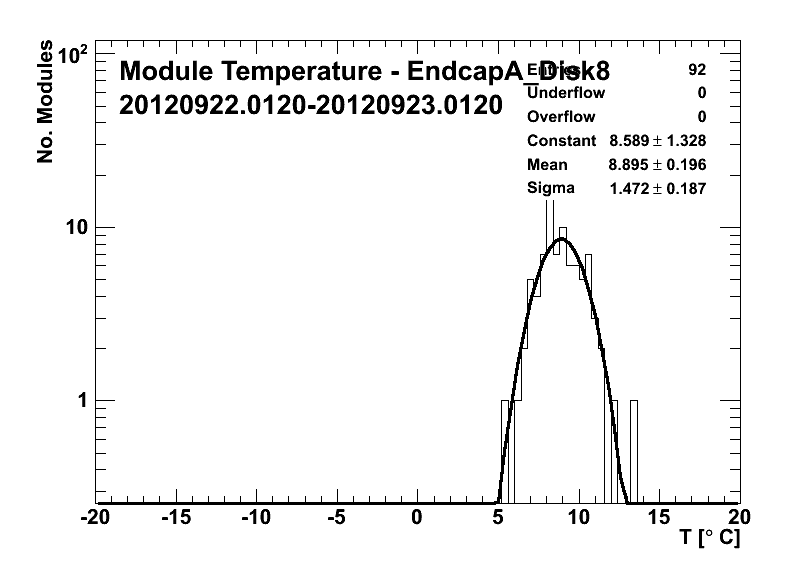 Module Temperature - EndcapA_Disk8
20120922.0120-20120923.0120
Entries 92
Underflow 0
Overflow 0
Constant 8.589 ± 1.328
Mean 8.895 ± 0.196
Sigma 1.472 ± 0.187
No. Modules
10²
10
1
-20 -15 -10 -5 0 5 10 15 20
T [° C]